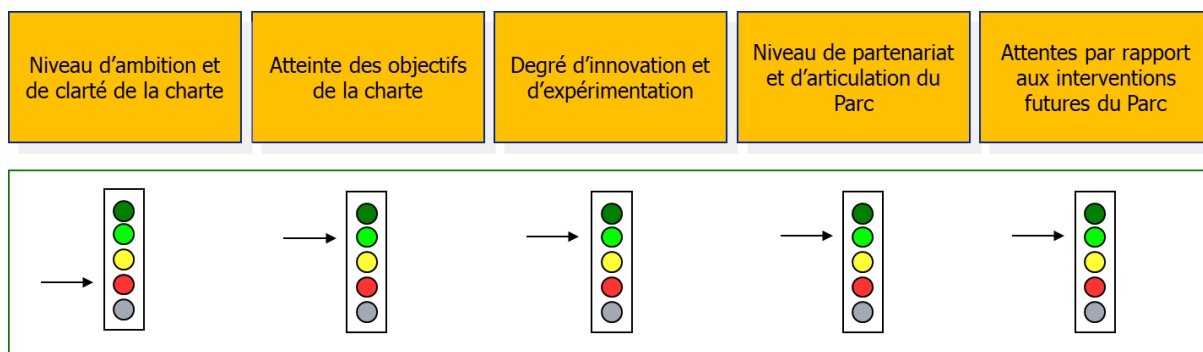 Niveau d'ambition et
de clarté de la charte
Atteinte des objectifs
de la charte
Degré d'innovation et
d'expérimentation
Niveau de partenariat
et d'articulation du
Parc
Attentes par rapport
aux interventions
futures du Parc